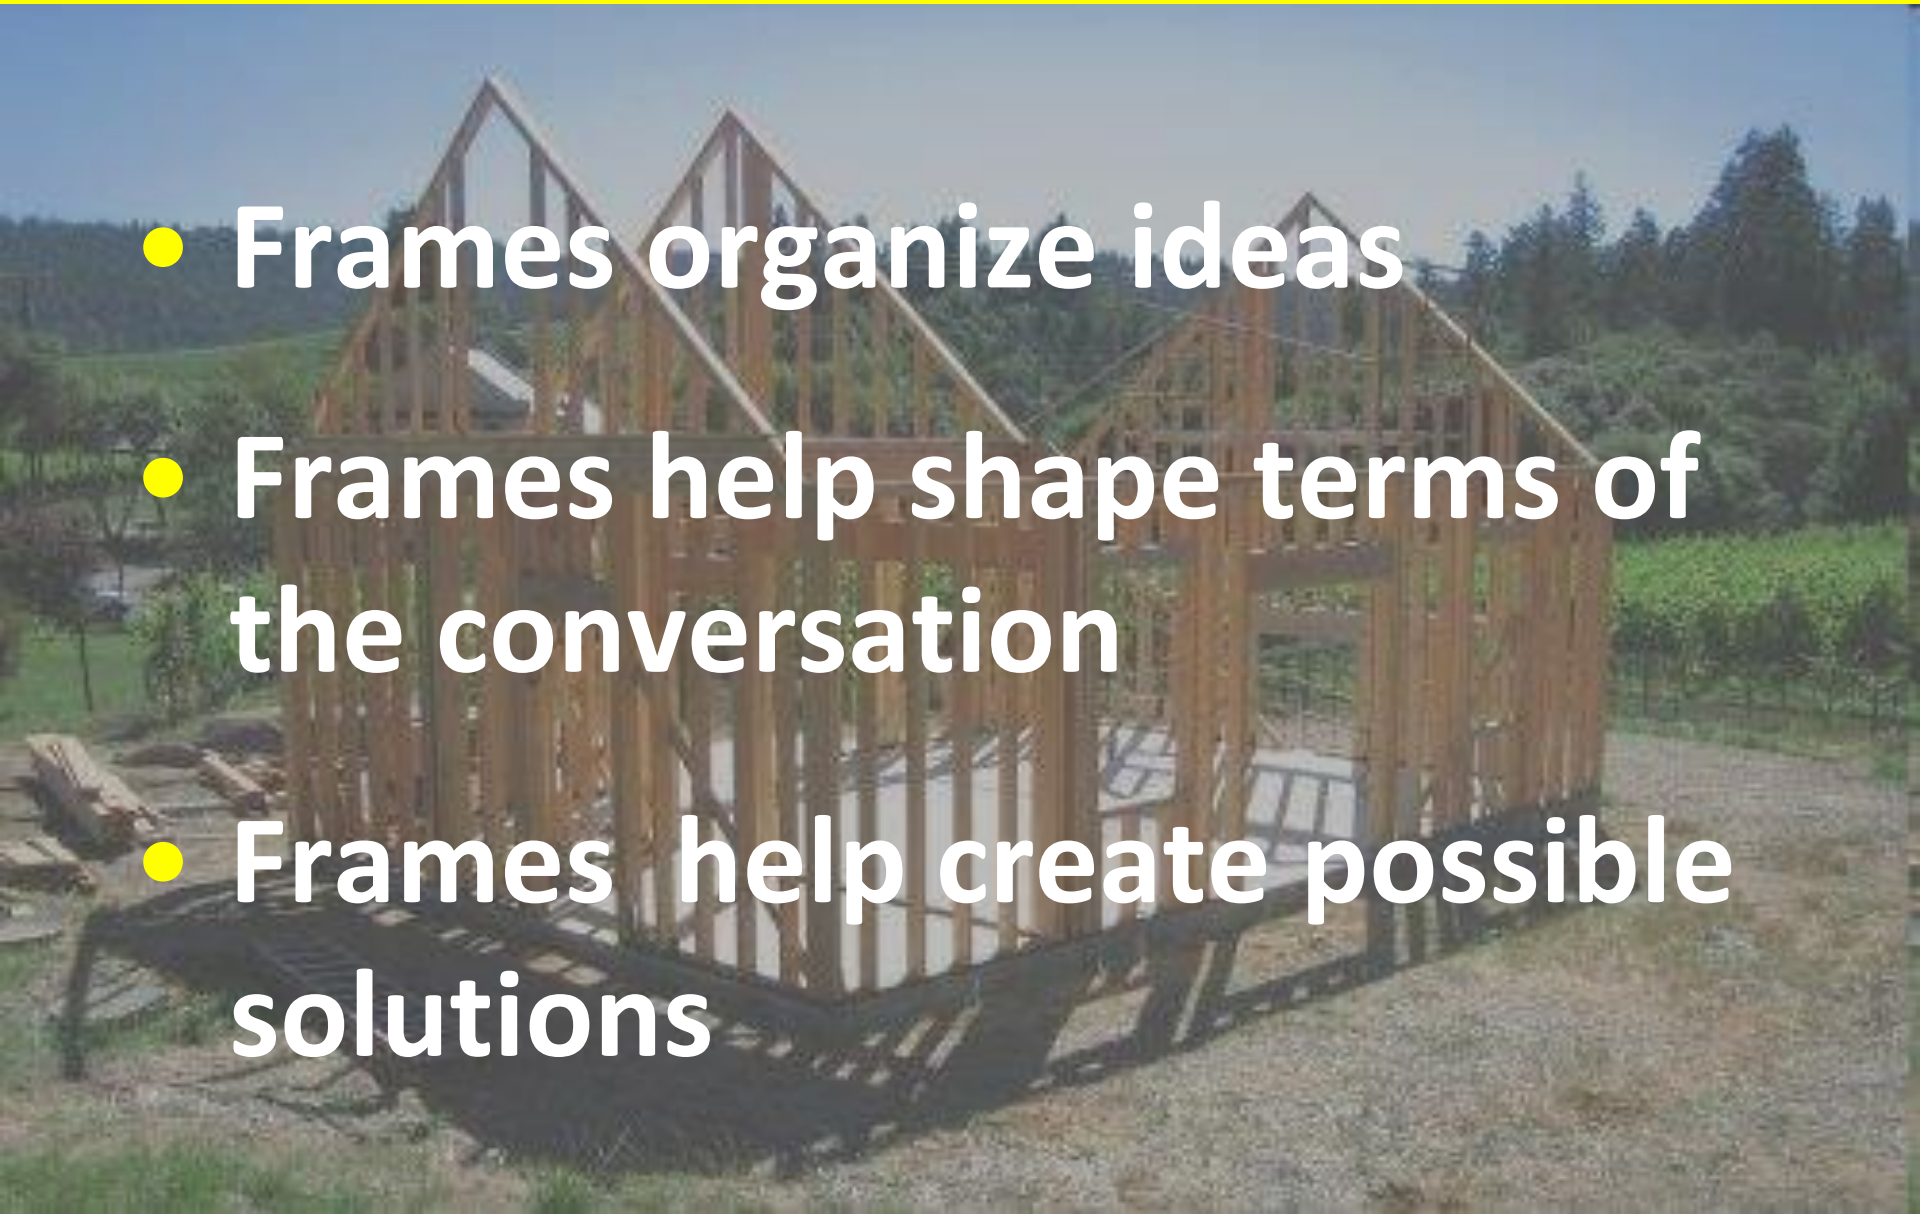 • Frames organize ideas
• Frames help shape terms of
the conversation
• Frames  help create possible
solutions